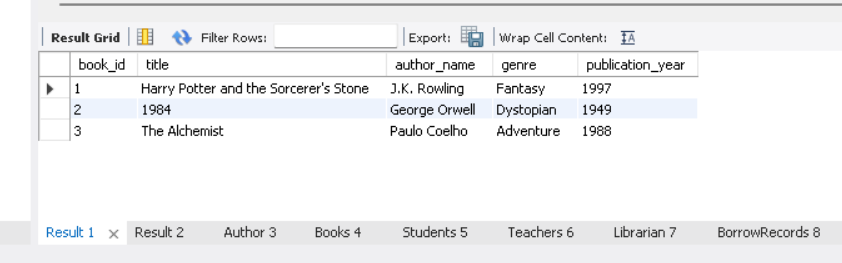 Result Grid Filter Rows: Export: Wrap Cell Content: IA
book_id title author_name genre publication_year
1 Harry Potter and the Sorcerer's Stone J.K. Rowling Fantasy 1997
2 1984 George Orwell Dystopian 1949
3 The Alchemist Paulo Coelho Adventure 1988
Result 1 × Result 2 Author 3 Books 4 Students 5 Teachers 6 Librarian 7 BorrowRecords 8